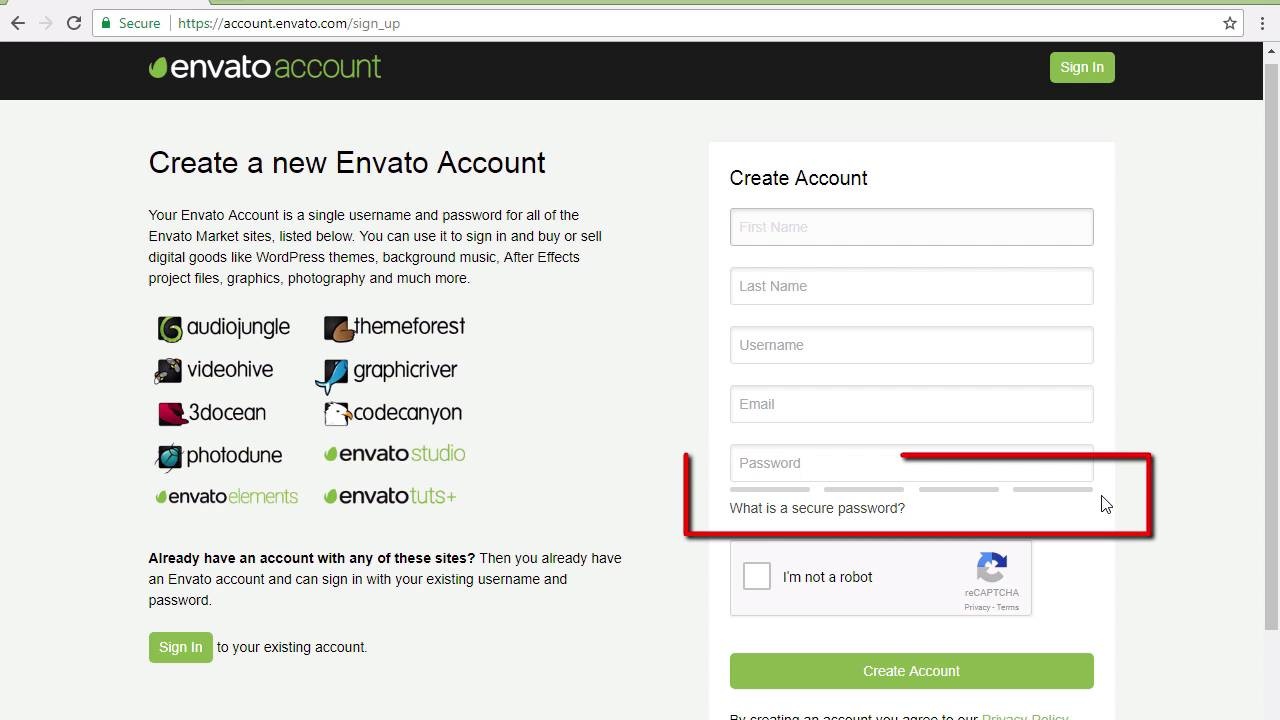 Secure https://account.envato.com/sign_up
envato account
Sign In
Create a new Envato Account
Your Envato Account is a single username and password for all of the
Envato Market sites, listed below. You can use it to sign in and buy or sell
digital goods like WordPress themes, background music, After Effects
project files, graphics, photography and much more.
audiojungle themeforest
videohive graphicriver
3docean codecanyon
photodune envato studio
envato elements envato tuts+
Already have an account with any of these sites? Then you already have
an Envato account and can sign in with your existing username and
password.
Sign In to your existing account.
Create Account
First Name
Last Name
Username
Email
Password
What is a secure password?
I'm not a robot
reCAPTCHA
Privacy - Terms
Create Account
By creating an account you agree to our Privacy Policy